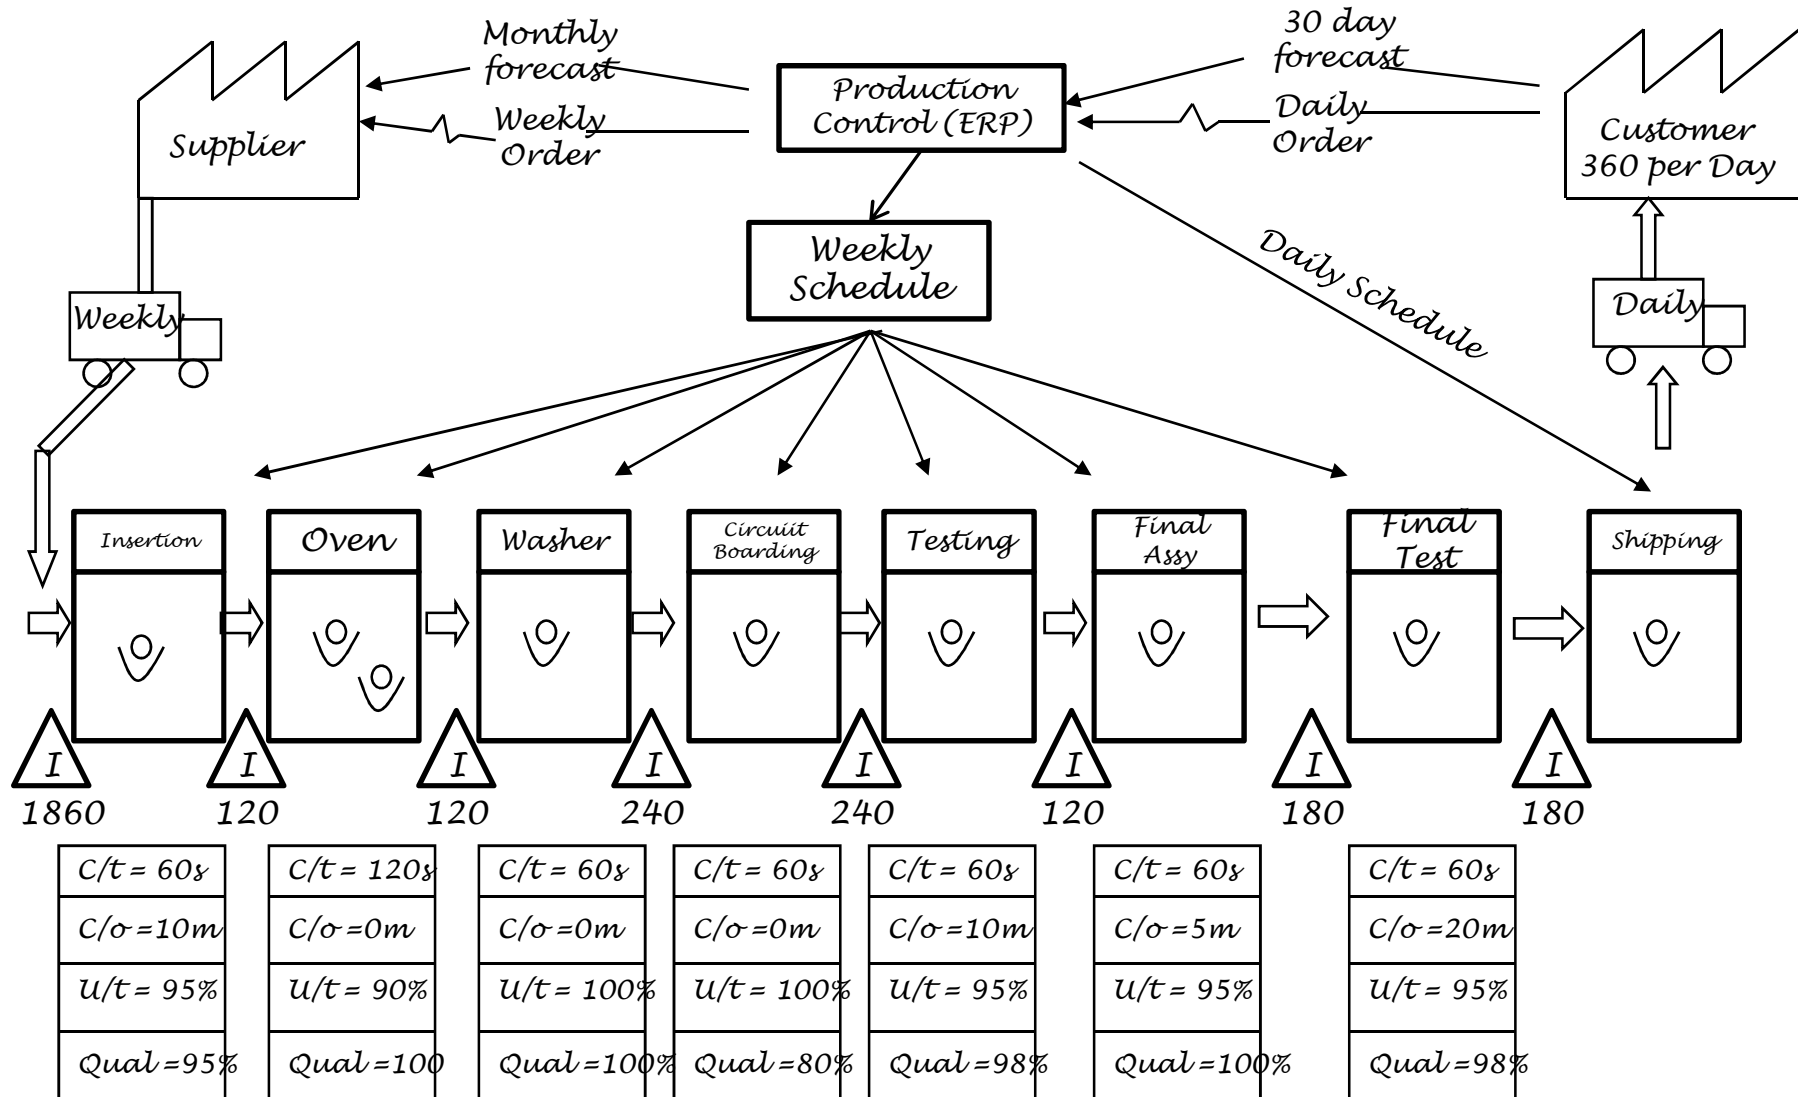 Monthly
forecast
30 day
forecast
Production
Control (ERP)
Weekly
Order
Daily
Order
Supplier
Customer
360 per Day
Weekly
Schedule
Daily Schedule
Weekly
Daily
Insertion
Oven
Washer
Circuiit
Boarding
Testing
Final
Assy
Final
Test
Shipping
I
I
I
I
I
I
I
I
1860
120
120
240
240
120
180
180
C/t = 60s
C/t = 120s
C/t = 60s
C/t = 60s
C/t = 60s
C/t = 60s
C/t = 60s
C/o =10m
C/o =0m
C/o =0m
C/o =0m
C/o =10m
C/o =5m
C/o =20m
U/t = 95%
U/t = 90%
U/t = 100%
U/t = 100%
U/t = 95%
U/t = 95%
U/t = 95%
Qual =95%
Qual =100
Qual =100%
Qual =80%
Qual =98%
Qual =100%
Qual =98%